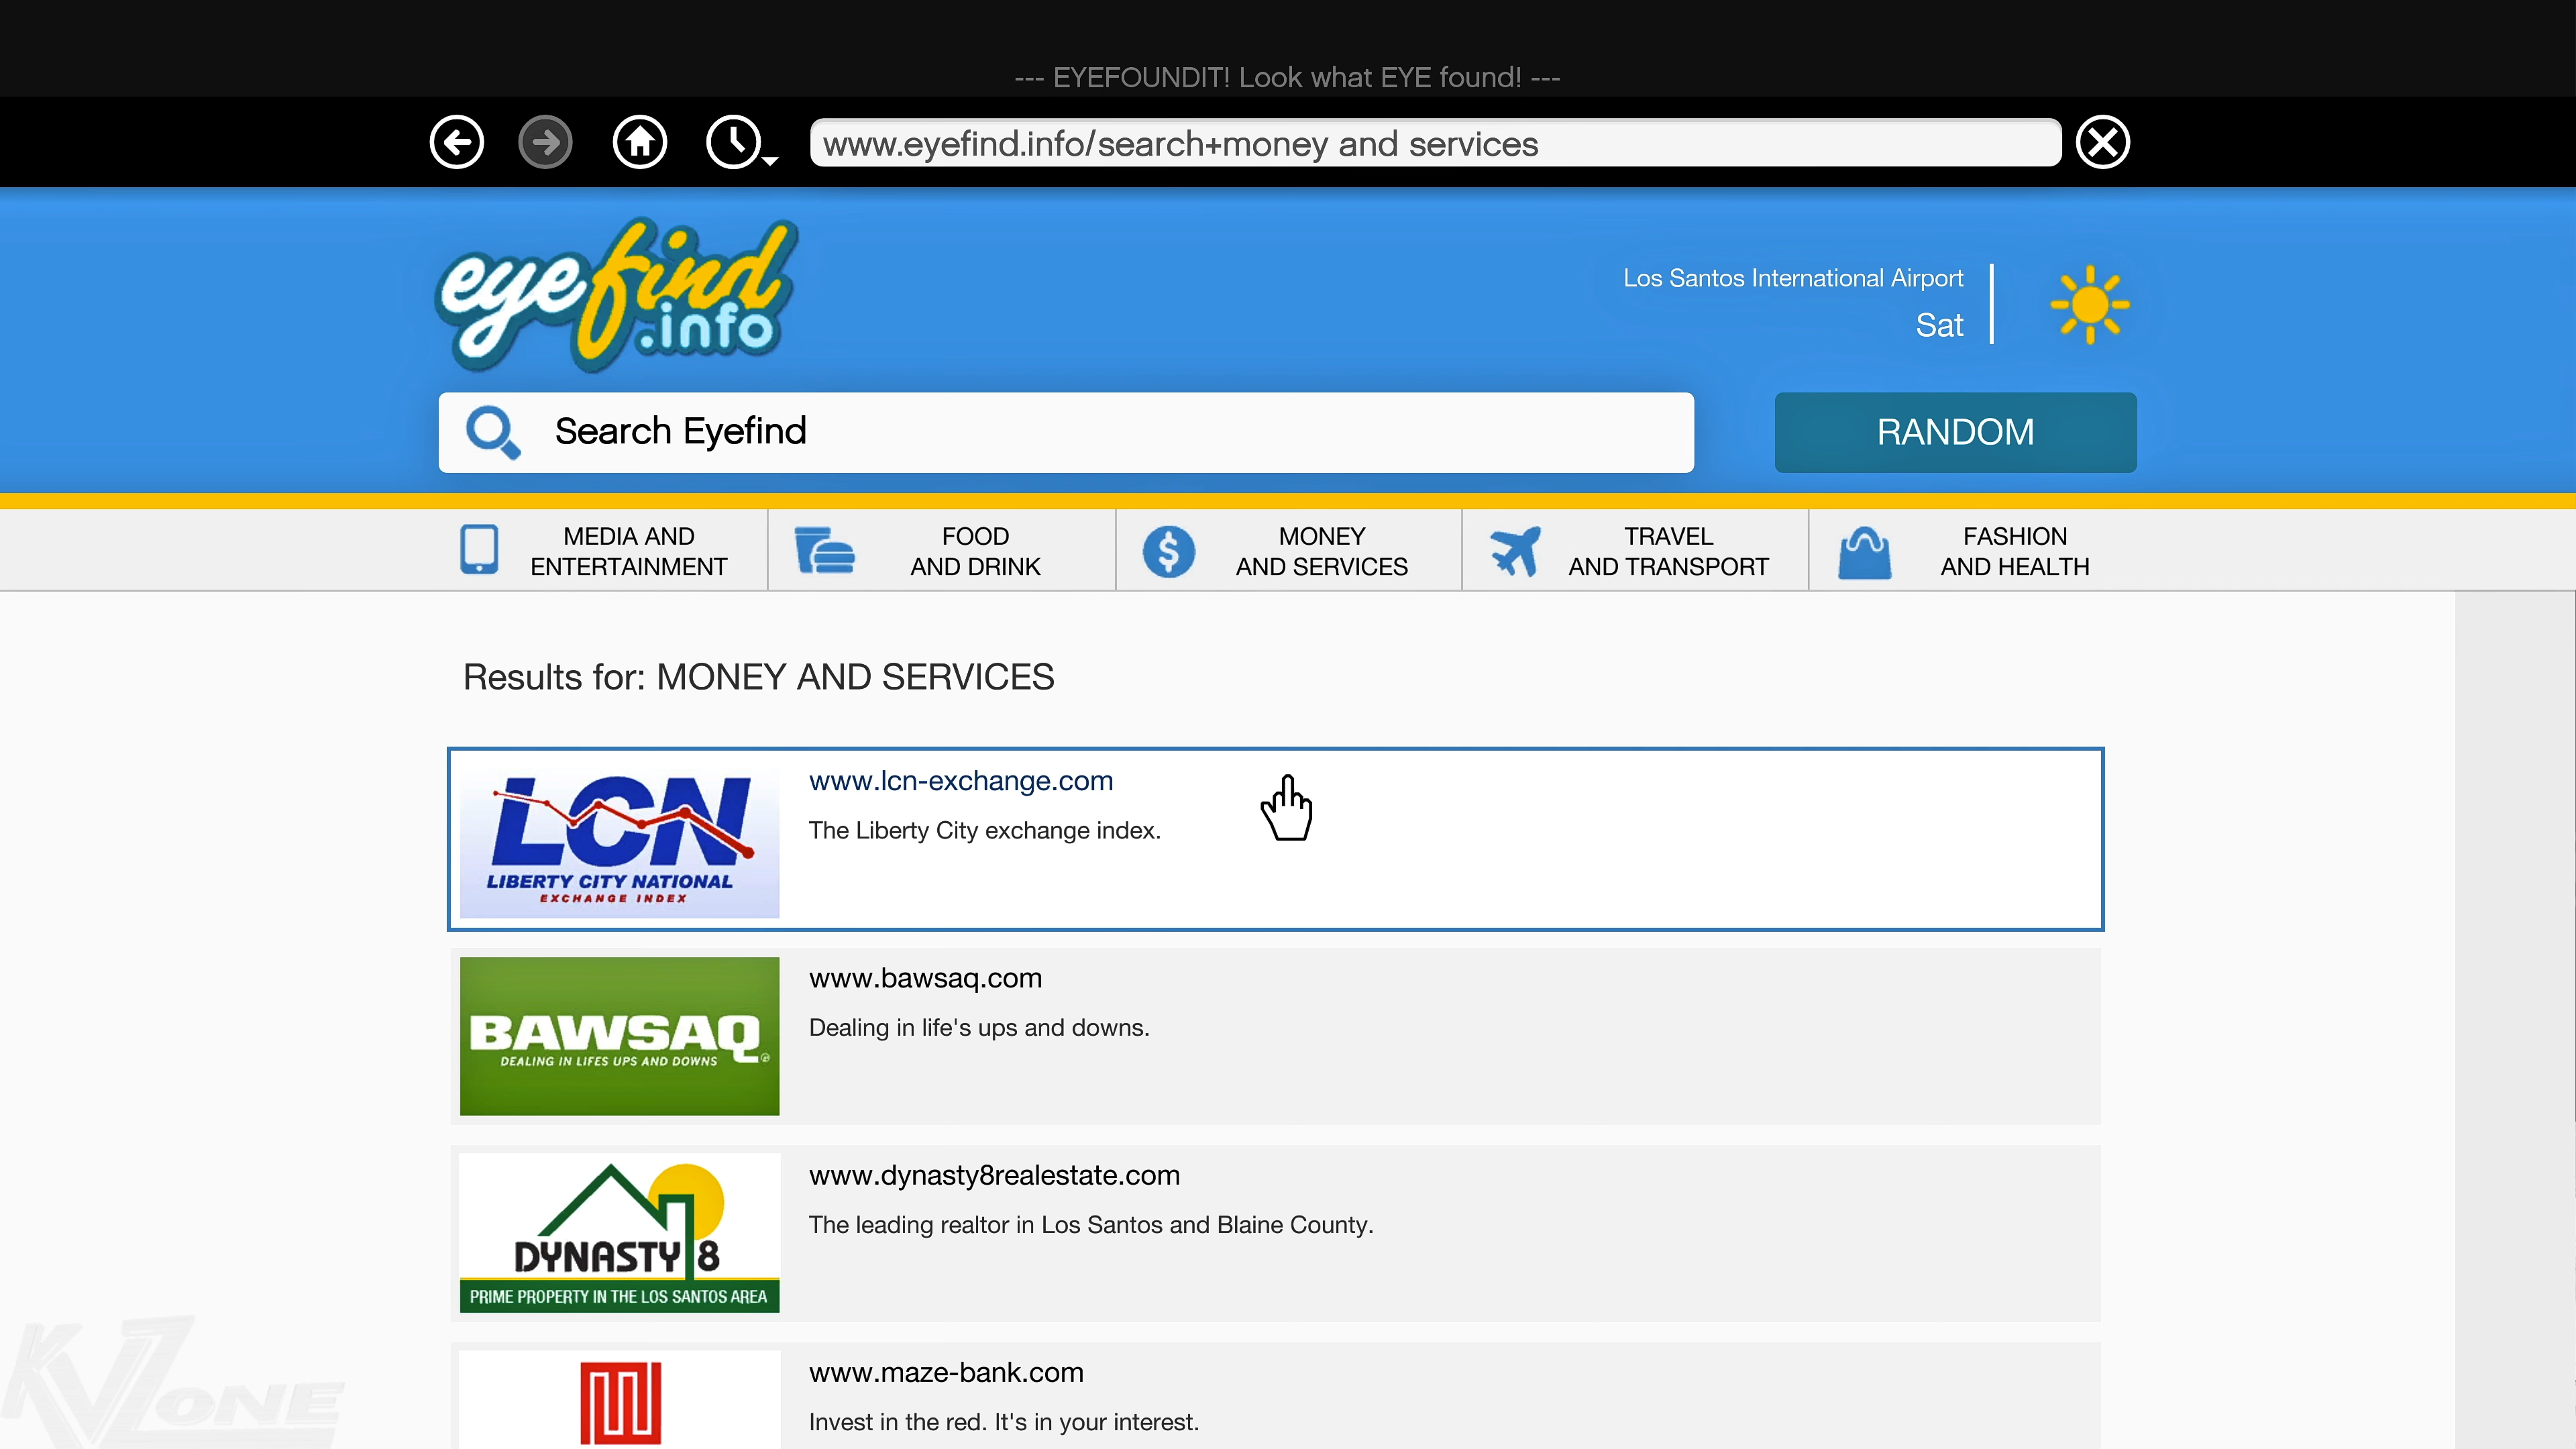 --- EYEFOUNDIT! Look what EYE found! ---
www.eyefind.info/search+money and services
eyefind
.info
Los Santos International Airport
Sat
Search Eyefind
RANDOM
MEDIA AND
ENTERTAINMENT
FOOD
AND DRINK
MONEY
AND SERVICES
TRAVEL
AND TRANSPORT
FASHION
AND HEALTH
Results for: MONEY AND SERVICES
LCN
LIBERTY CITY NATIONAL
EXCHANGE INDEX
www.lcn-exchange.com
The Liberty City exchange index.
BAWSAQ
DEALING IN LIFES UPS AND DOWNS
www.bawsaq.com
Dealing in life's ups and downs.
DYNASTY 8
PRIME PROPERTY IN THE LOS SANTOS AREA
www.dynasty8realestate.com
The leading realtor in Los Santos and Blaine County.
www.maze-bank.com
Invest in the red. It's in your interest.